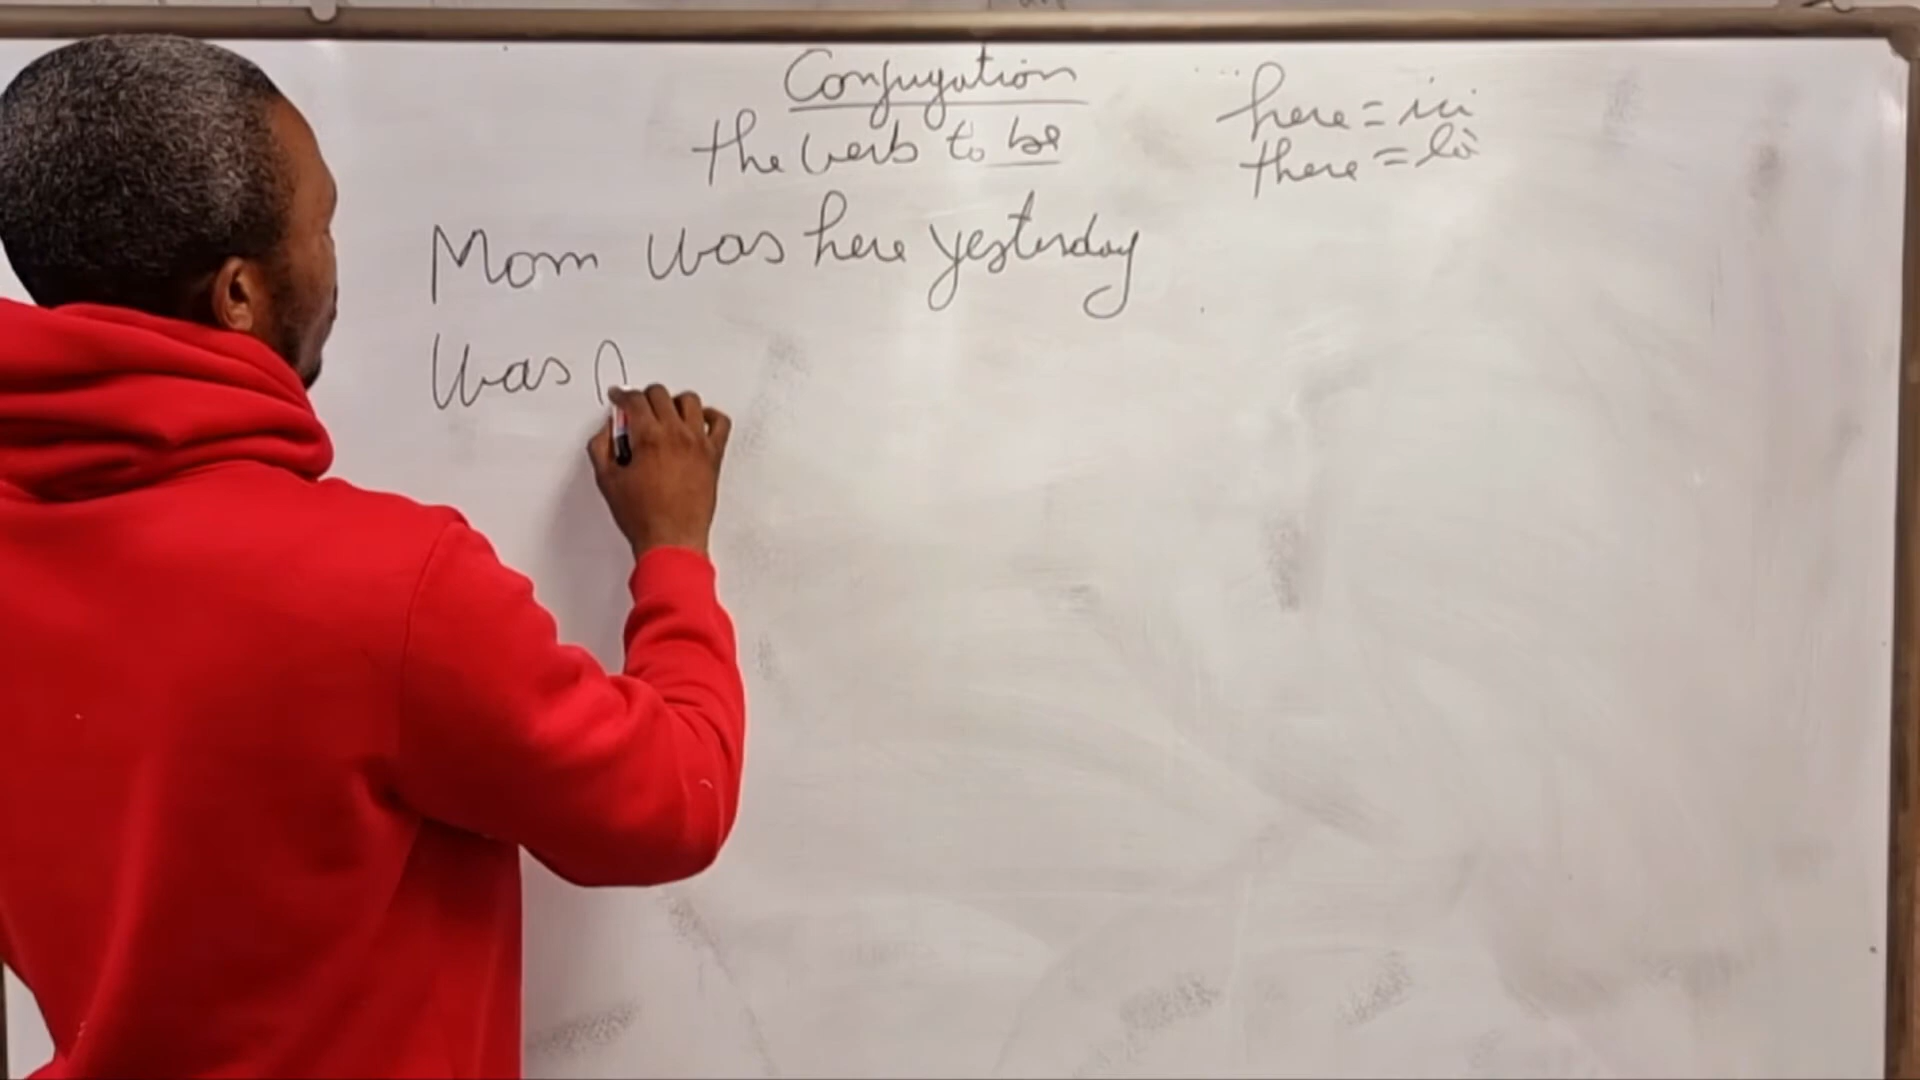 Conjugation
the verb to be
here = ici
there = là
Mom was here yesterday
Was